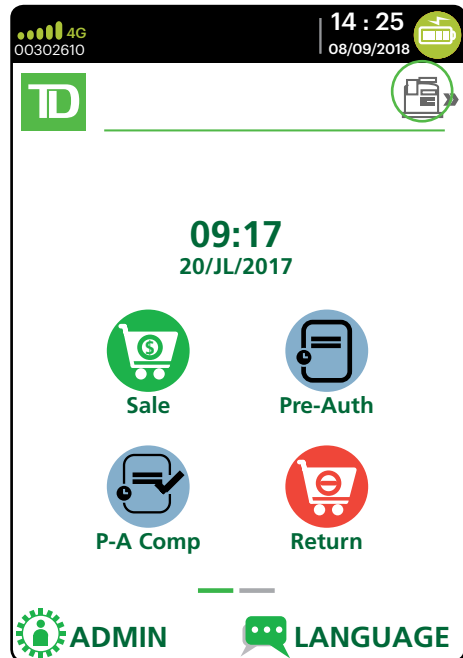 4G
14 : 25
00302610
08/09/2018
TD
09:17
20/JL/2017
Sale
Pre-Auth
P-A Comp
Return
ADMIN
LANGUAGE